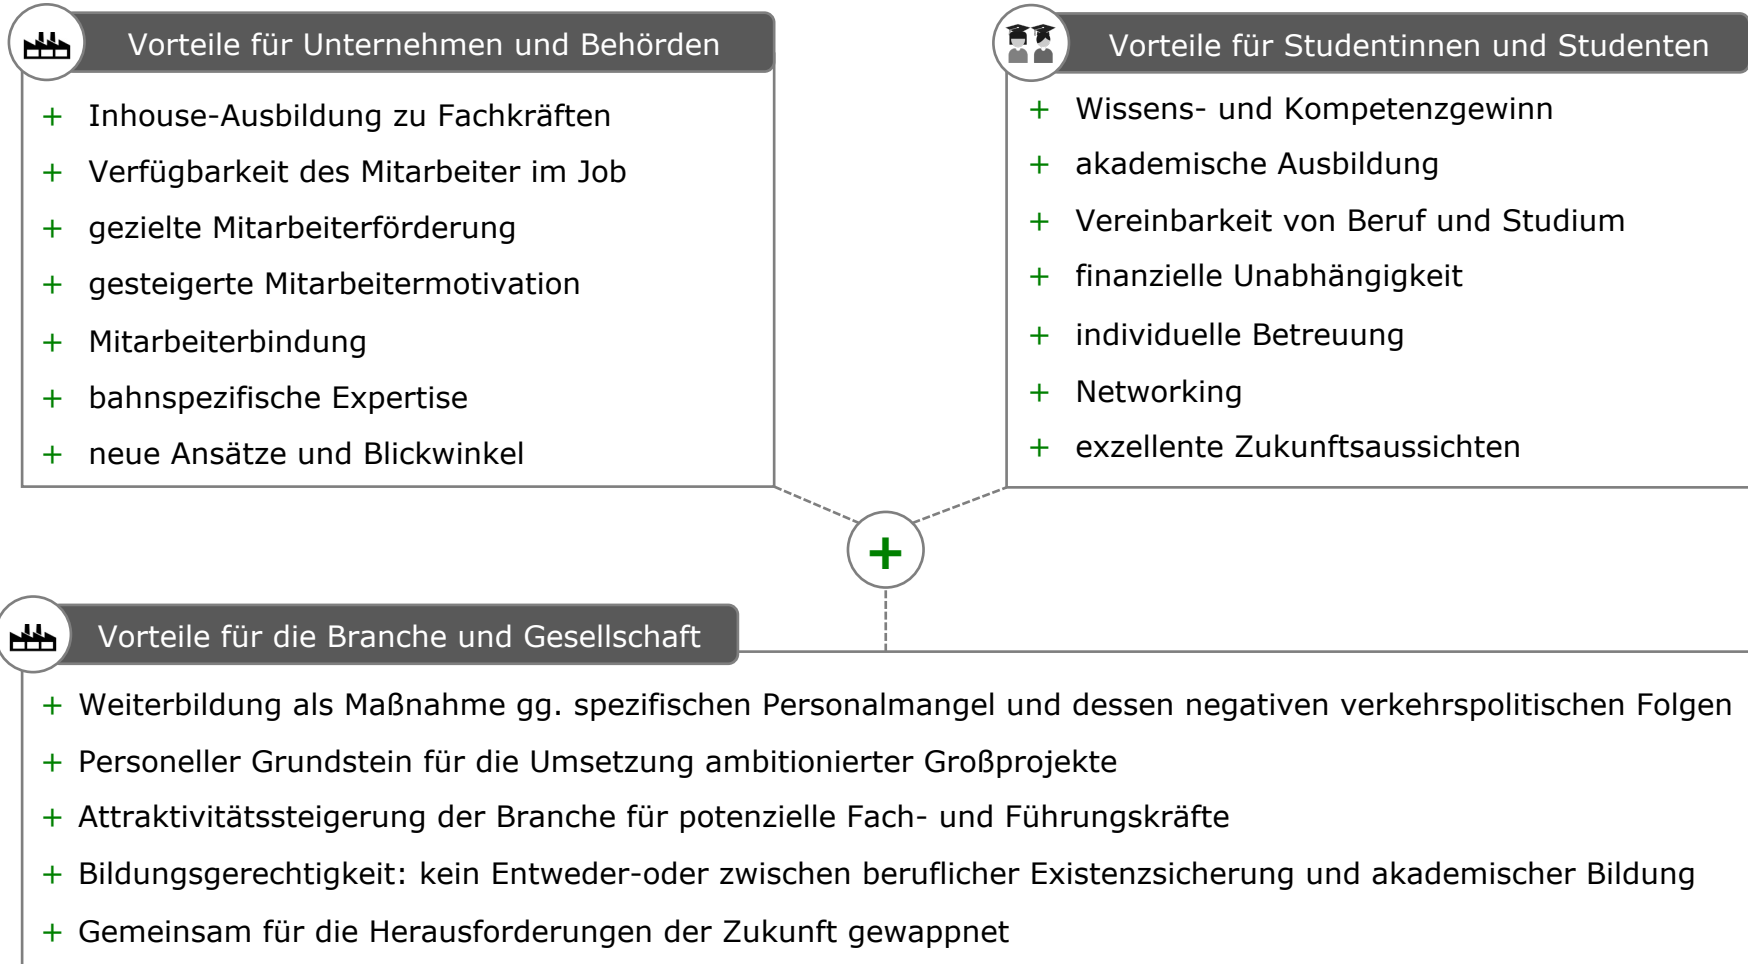 Vorteile für Unternehmen und Behörden
+ Inhouse-Ausbildung zu Fachkräften
+ Verfügbarkeit des Mitarbeiter im Job
+ gezielte Mitarbeiterförderung
+ gesteigerte Mitarbeitermotivation
+ Mitarbeiterbindung
+ bahnspezifische Expertise
+ neue Ansätze und Blickwinkel
Vorteile für Studentinnen und Studenten
+ Wissens- und Kompetenzgewinn
+ akademische Ausbildung
+ Vereinbarkeit von Beruf und Studium
+ finanzielle Unabhängigkeit
+ individuelle Betreuung
+ Networking
+ exzellente Zukunftsaussichten
+
Vorteile für die Branche und Gesellschaft
+ Weiterbildung als Maßnahme gg. spezifischen Personalmangel und dessen negativen verkehrspolitischen Folgen
+ Personeller Grundstein für die Umsetzung ambitionierter Großprojekte
+ Attraktivitätssteigerung der Branche für potenzielle Fach- und Führungskräfte
+ Bildungsgerechtigkeit: kein Entweder-oder zwischen beruflicher Existenzsicherung und akademischer Bildung
+ Gemeinsam für die Herausforderungen der Zukunft gewappnet